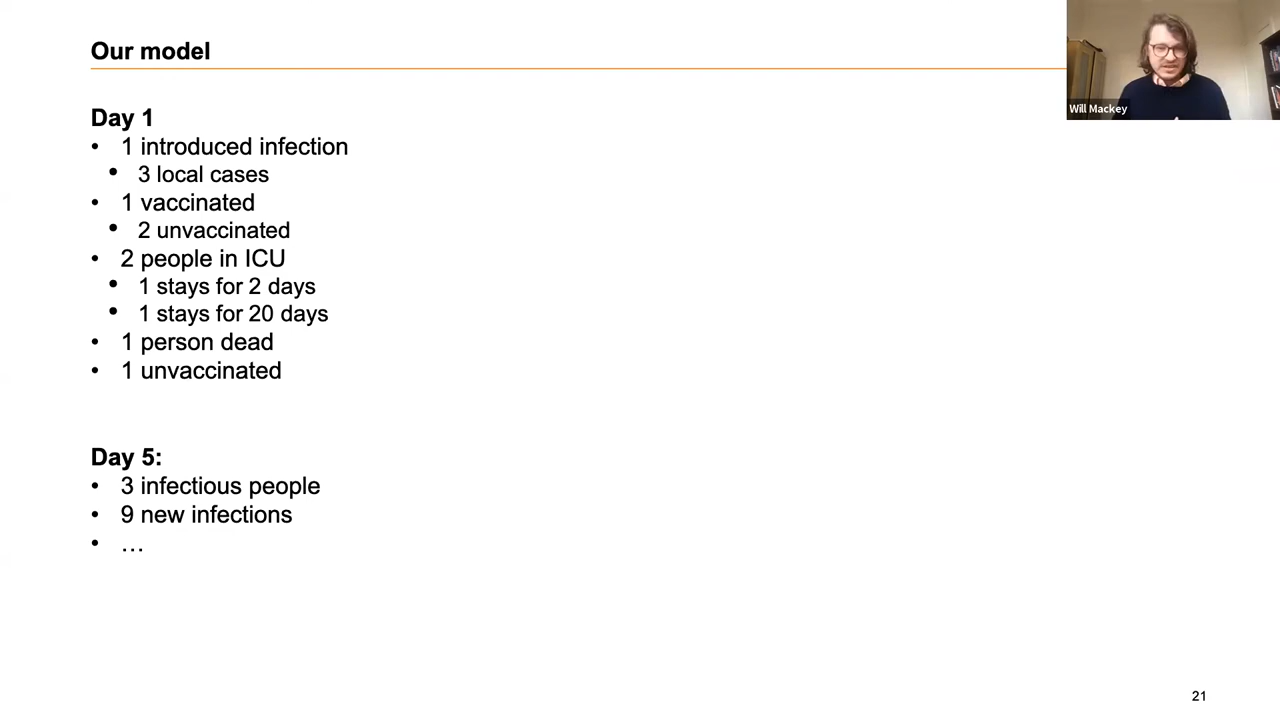 Our model
Will Mackey
Day 1
• 1 introduced infection
• 3 local cases
• 1 vaccinated
• 2 unvaccinated
• 2 people in ICU
• 1 stays for 2 days
• 1 stays for 20 days
• 1 person dead
• 1 unvaccinated
Day 5:
• 3 infectious people
• 9 new infections
• …
21